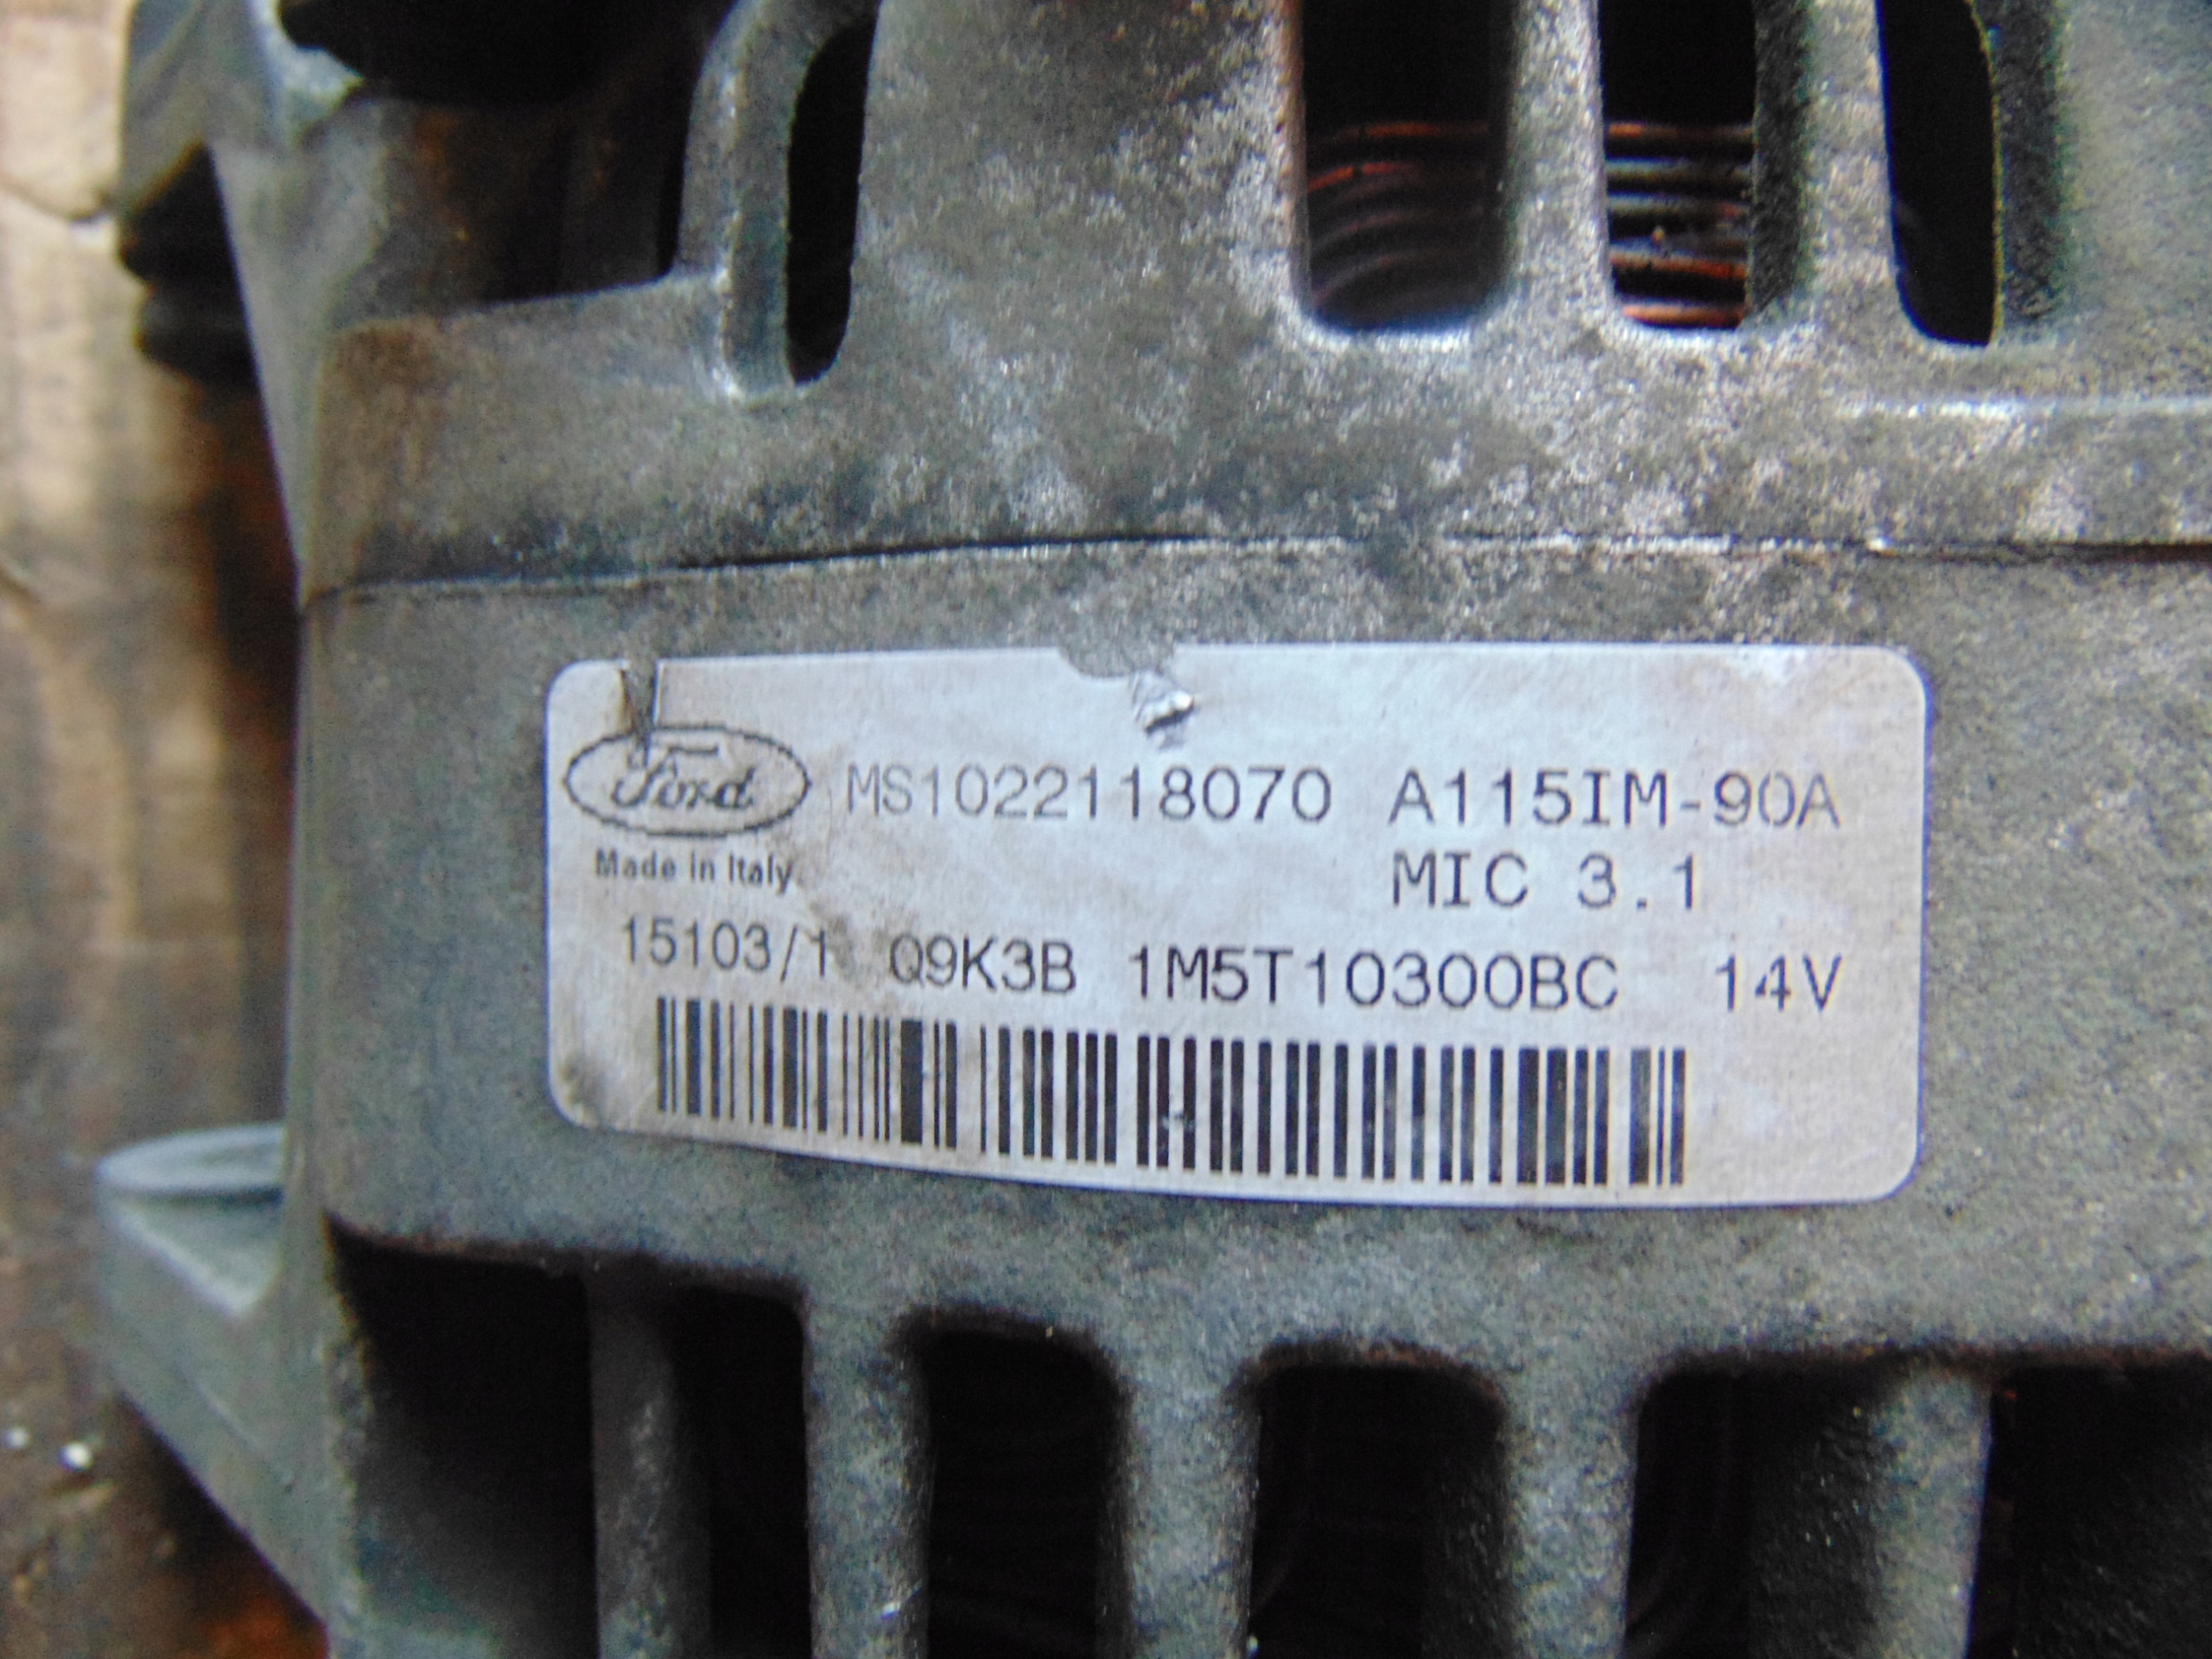 Ford MS1022118070 A115IM-90A
Made in Italy MIC 3.1
15103/1 Q9K3B 1M5T10300BC 14V